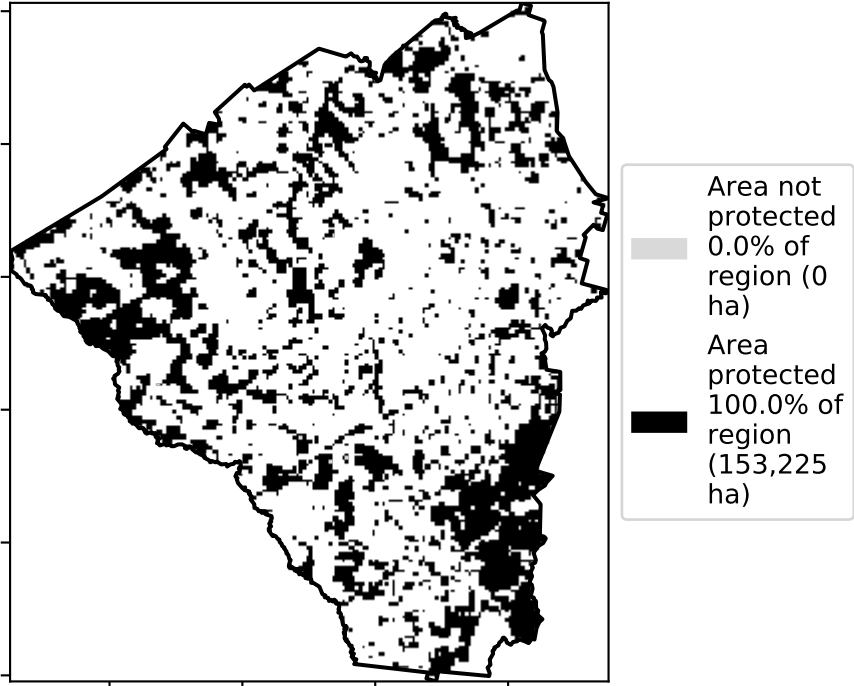 Area not
protected
0.0% of
region (0
ha)
Area
protected
100.0% of
region
(153,225
ha)